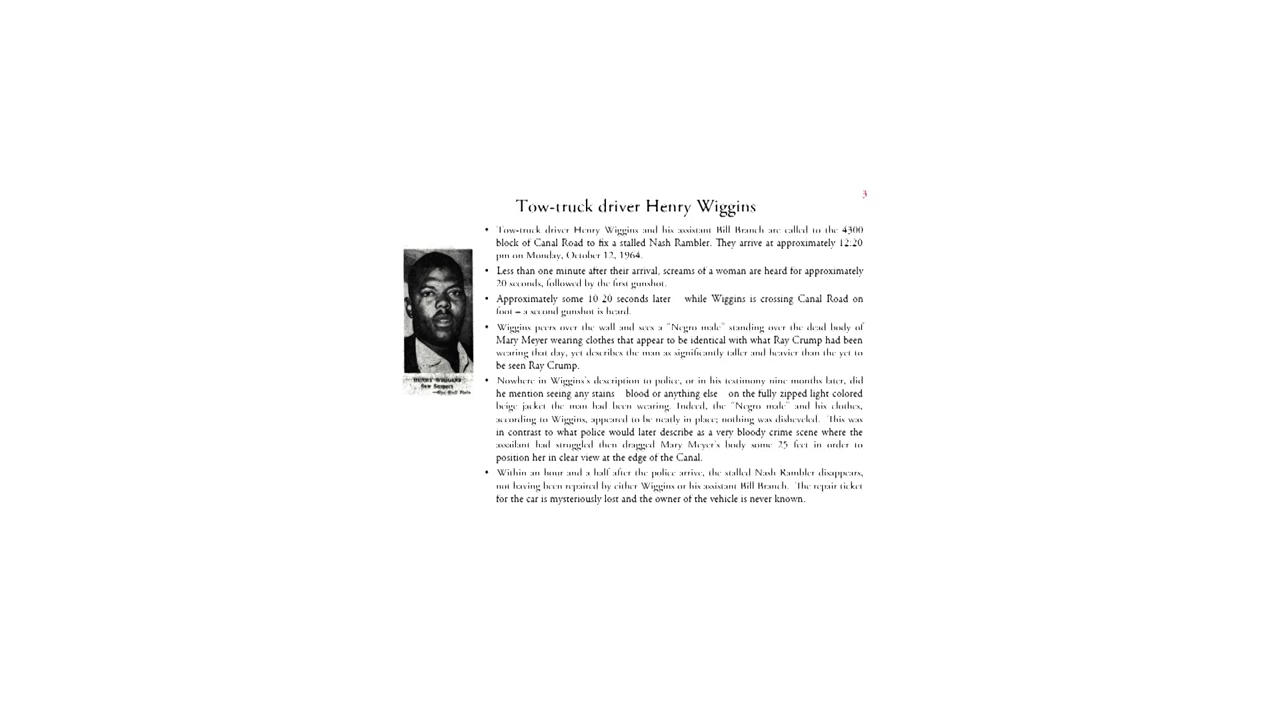 3
Tow-truck driver Henry Wiggins
• Tow-truck driver Henry Wiggins and his assistant Bill Branch are called to the 4300
block of Canal Road to fix a stalled Nash Rambler. They arrive at approximately 12:20
pm on Monday, October 12, 1964.
• Less than one minute after their arrival, screams of a woman are heard for approximately
20 seconds, followed by the first gunshot.
• Approximately some 10 20 seconds later while Wiggins is crossing Canal Road on
foot – a second gunshot is heard.
• Wiggins peers over the wall and sees a "Negro male" standing over the dead body of
Mary Meyer wearing clothes that appear to be identical with what Ray Crump had been
wearing that day, yet describes the man as significantly taller and heavier than the yet to
be seen Ray Crump.
• Nowhere in Wiggins's description to police, or in his testimony nine months later, did
he mention seeing any stains blood or anything else on the fully zipped light colored
beige jacket the man had been wearing. Indeed, the "Negro male" and his clothes,
according to Wiggins, appeared to be neatly in place; nothing was disheveled. This was
in contrast to what police would later describe as a very bloody crime scene where the
assailant had struggled then dragged Mary Meyer's body some 25 feet in order to
position her in clear view at the edge of the Canal.
• Within an hour and a half after the police arrive, the stalled Nash Rambler disappears,
not having been repaired by either Wiggins or his assistant Bill Branch. The repair ticket
for the car is mysteriously lost and the owner of the vehicle is never known.
HENRY WIGGINS
Saw Suspect